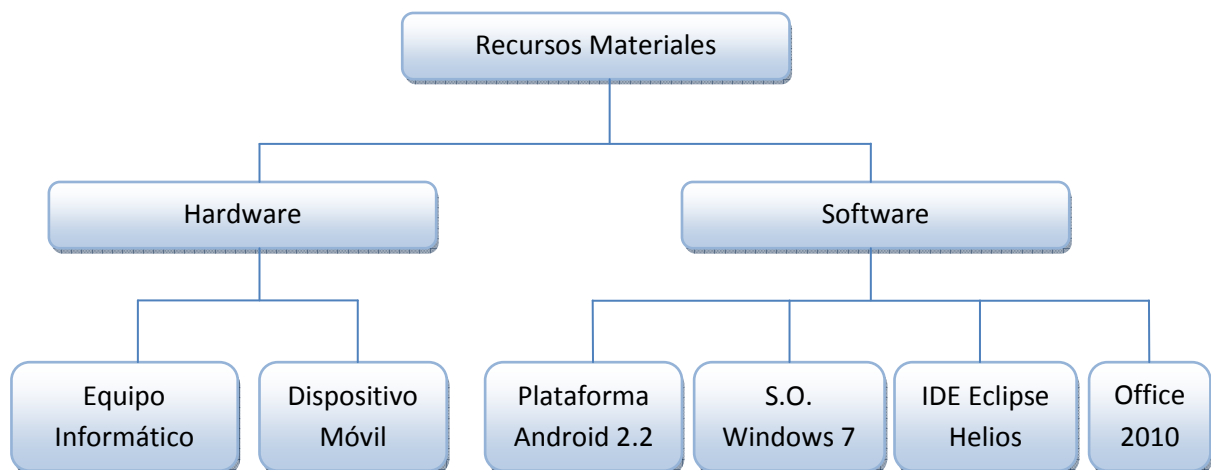 Recursos Materiales
Hardware
Software
Equipo
Informático
Dispositivo
Móvil
Plataforma
Android 2.2
S.O.
Windows 7
IDE Eclipse
Helios
Office
2010